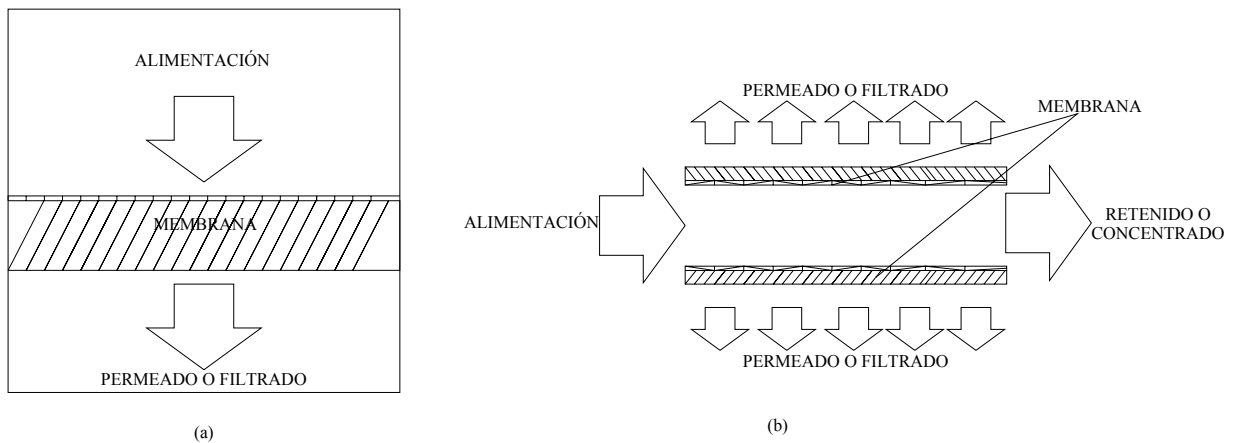 ALIMENTACIÓN
MEMBRANA
PERMEADO O FILTRADO
(a)
PERMEADO O FILTRADO
MEMBRANA
ALIMENTACIÓN
RETENIDO O
CONCENTRADO
PERMEADO O FILTRADO
(b)